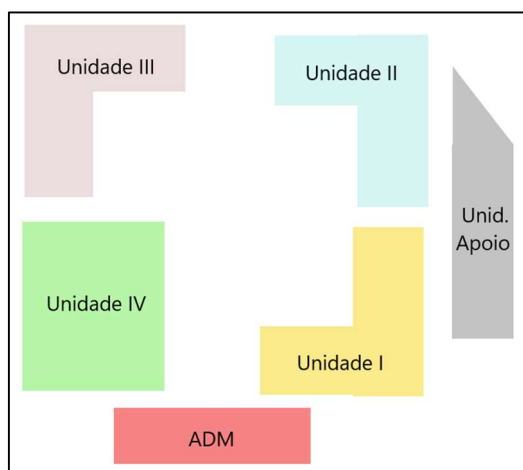 Unidade III
Unidade II
Unid.
Apoio
Unidade IV
Unidade I
ADM